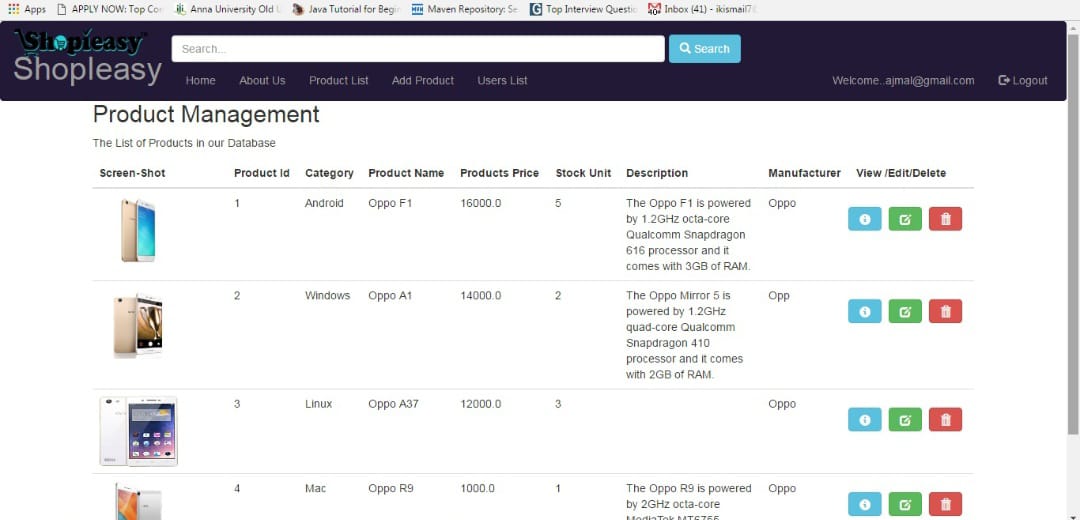 Apps APPLY NOW: Top Cor Anna University Old U Java Tutorial for Begin Maven Repository: Se Top Interview Questio Inbox (41) - ikismail78
Shopieasy
Shopleasy
Search...
Search
Home About Us Product List Add Product Users List Welcome..ajmal@gmail.com Logout
Product Management
The List of Products in our Database
Screen-Shot Product Id Category Product Name Products Price Stock Unit Description Manufacturer View /Edit/Delete
1 Android Oppo F1 16000.0 5 The Oppo F1 is powered Oppo
by 1.2GHz octa-core
Qualcomm Snapdragon
616 processor and it
comes with 3GB of RAM.
2 Windows Oppo A1 14000.0 2 The Oppo Mirror 5 is Opp
powered by 1.2GHz
quad-core Qualcomm
Snapdragon 410
processor and it comes
with 2GB of RAM.
3 Linux Oppo A37 12000.0 3 Oppo
4 Mac Oppo R9 1000.0 1 The Oppo R9 is powered Oppo
by 2GHz octa-core
MediaTek MT6755